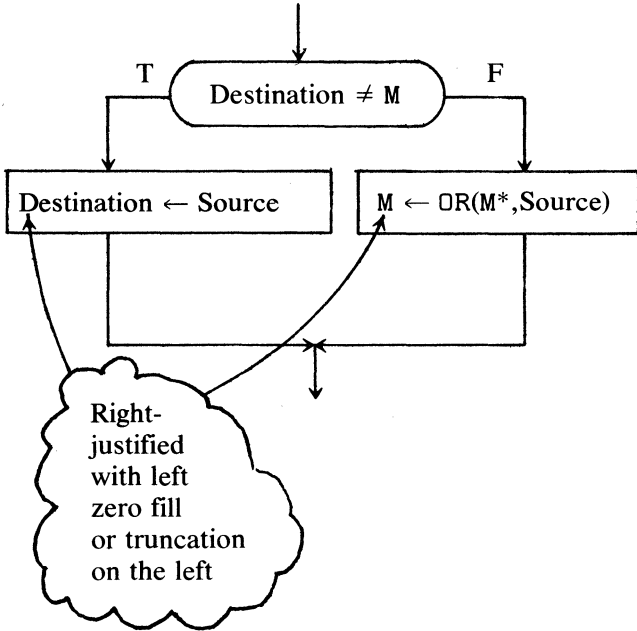 T
Destination ≠ M
F
Destination ← Source
M ← OR(M*,Source)
Right-
justified
with left
zero fill
or truncation
on the left